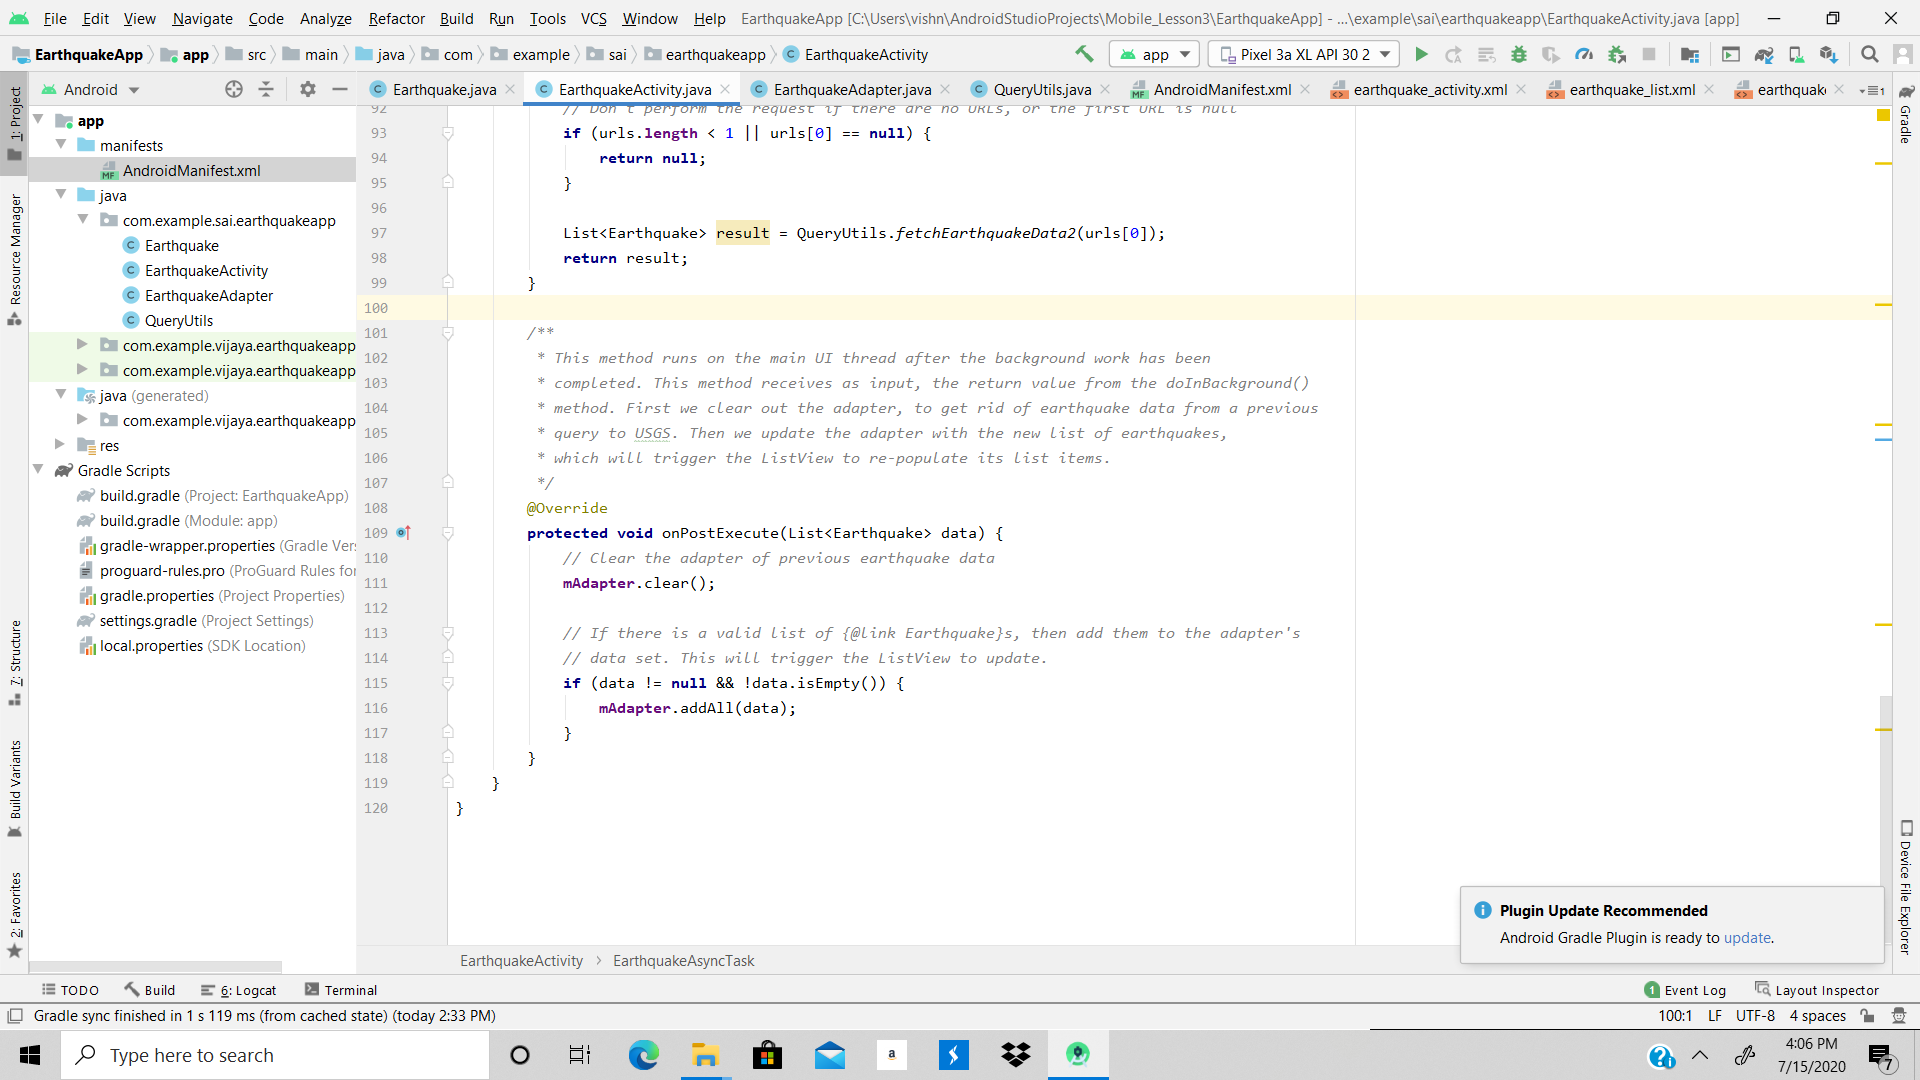 File Edit View Navigate Code Analyze Refactor Build Run Tools VCS Window Help EarthquakeApp [C:\Users\vishn\AndroidStudioProjects\Mobile_Lesson3\EarthquakeApp] - ...\example\sai\earthquakeapp\EarthquakeActivity.java [app]
EarthquakeApp app src main java com example sai earthquakeapp EarthquakeActivity app Pixel 3a XL API 30 2
Android Earthquake.java EarthquakeActivity.java EarthquakeAdapter.java QueryUtils.java AndroidManifest.xml earthquake_activity.xml earthquake_list.xml earthquake
1: Project
Resource Manager
7: Structure
Build Variants
2: Favorites
app
manifests
AndroidManifest.xml
java
com.example.sai.earthquakeapp
Earthquake
EarthquakeActivity
EarthquakeAdapter
QueryUtils
com.example.vijaya.earthquakeapp
com.example.vijaya.earthquakeapp
java (generated)
com.example.vijaya.earthquakeapp
res
Gradle Scripts
build.gradle (Project: EarthquakeApp)
build.gradle (Module: app)
gradle-wrapper.properties (Gradle Ver
proguard-rules.pro (ProGuard Rules for
gradle.properties (Project Properties)
settings.gradle (Project Settings)
local.properties (SDK Location)
92 // Don't perform the request if there are no URLs, or the first URL is null
93 if (urls.length < 1 || urls[0] == null) {
94 return null;
95 }
96
97 List<Earthquake> result = QueryUtils.fetchEarthquakeData2(urls[0]);
98 return result;
99 }
100
101 /**
102 * This method runs on the main UI thread after the background work has been
103 * completed. This method receives as input, the return value from the doInBackground()
104 * method. First we clear out the adapter, to get rid of earthquake data from a previous
105 * query to USGS. Then we update the adapter with the new list of earthquakes,
106 * which will trigger the ListView to re-populate its list items.
107 */
108 @Override
109 protected void onPostExecute(List<Earthquake> data) {
110 // Clear the adapter of previous earthquake data
111 mAdapter.clear();
112
113 // If there is a valid list of {@link Earthquake}s, then add them to the adapter's
114 // data set. This will trigger the ListView to update.
115 if (data != null && !data.isEmpty()) {
116 mAdapter.addAll(data);
117 }
118 }
119 }
120 }
Gradle
Device File Explorer
Plugin Update Recommended
Android Gradle Plugin is ready to update.
EarthquakeActivity > EarthquakeAsyncTask
TODO Build 6: Logcat Terminal 1 Event Log Layout Inspector
Gradle sync finished in 1 s 119 ms (from cached state) (today 2:33 PM) 100:1 LF UTF-8 4 spaces
Type here to search
4:06 PM
7/15/2020
7